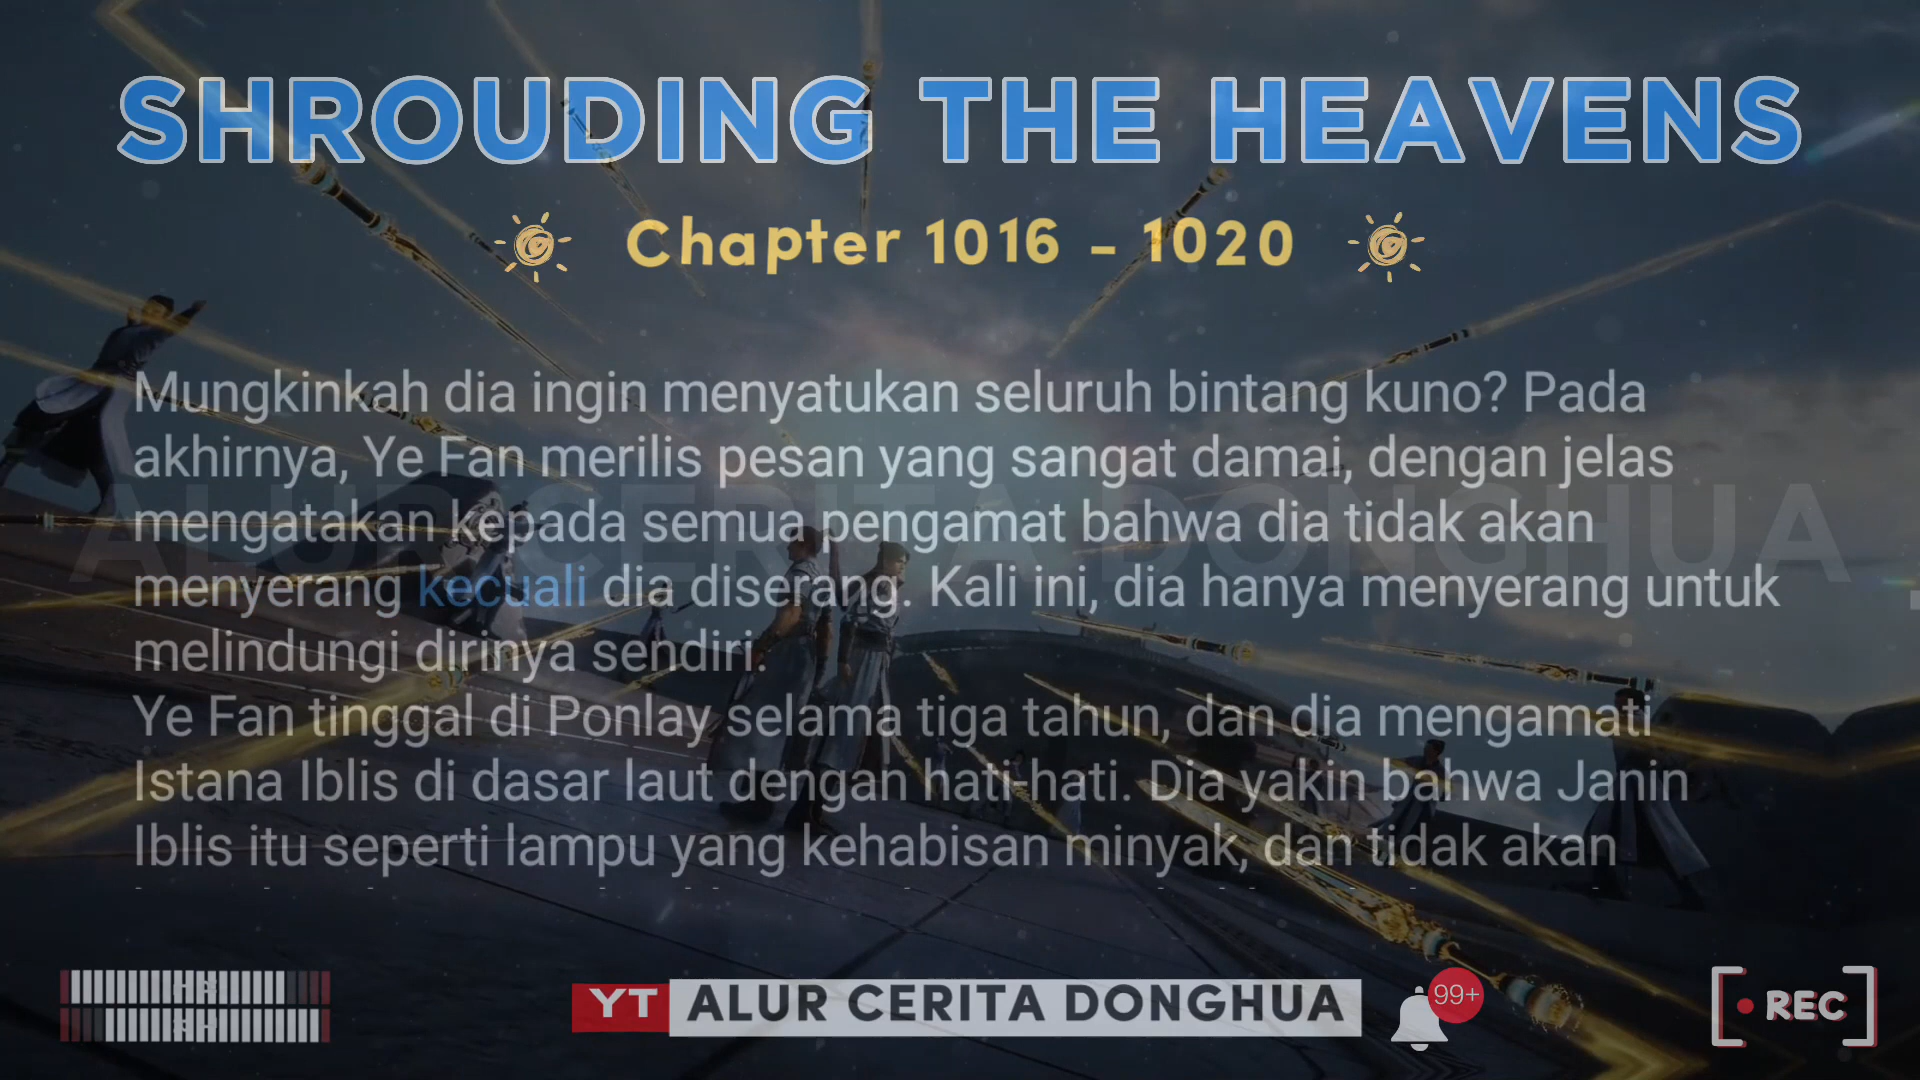 SHROUDING THE HEAVENS
Chapter 1016 - 1020
Mungkinkah dia ingin menyatukan seluruh bintang kuno? Pada
akhirnya, Ye Fan merilis pesan yang sangat damai, dengan jelas
mengatakan kepada semua pengamat bahwa dia tidak akan
menyerang kecuali dia diserang. Kali ini, dia hanya menyerang untuk
melindungi dirinya sendiri.
Ye Fan tinggal di Ponlay selama tiga tahun, dan dia mengamati
Istana Iblis di dasar laut dengan hati-hati. Dia yakin bahwa Janin
Iblis itu seperti lampu yang kehabisan minyak, dan tidak akan
ALUR CERITA DONGHUA
YT ALUR CERITA DONGHUA
99+
REC